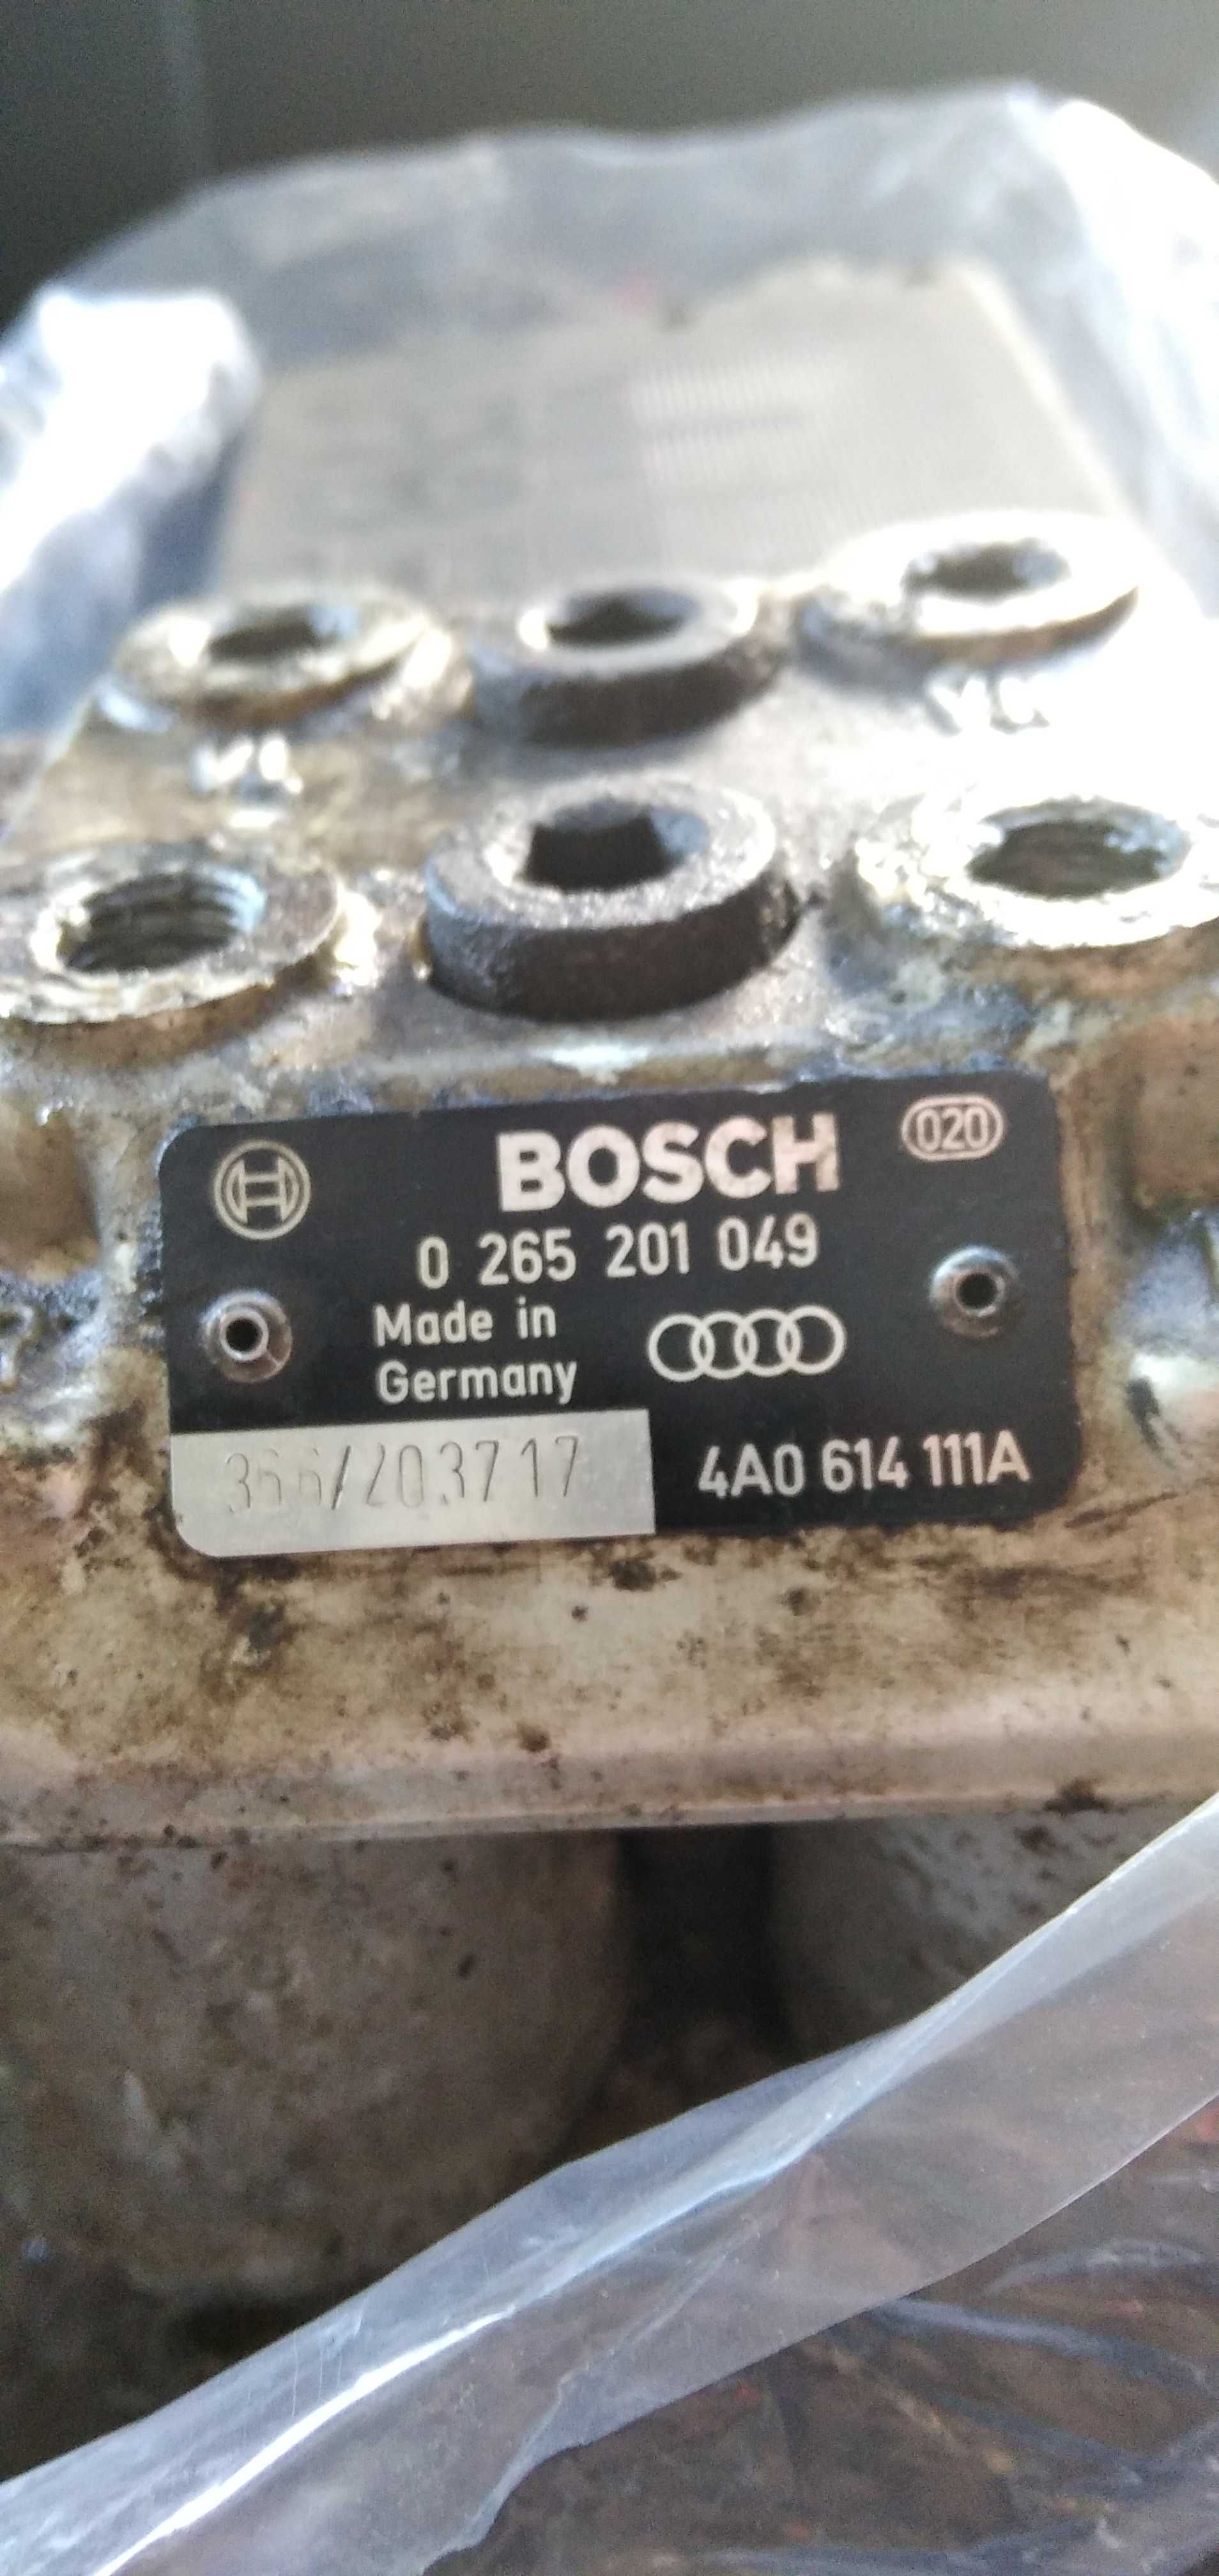 BOSCH
020
0 265 201 049
Made in
Germany
4A0 614 111A